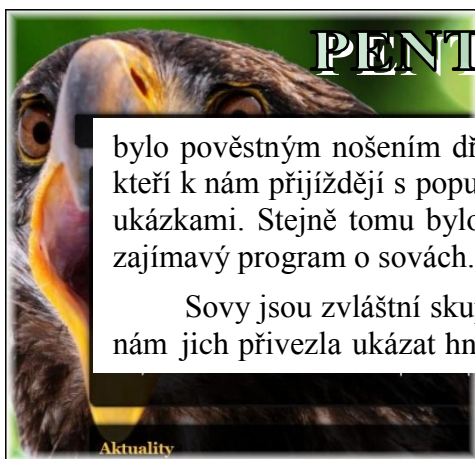 PENT
bylo pověstným nošením dř
kteří k nám přijíždějí s popu
ukázkami. Stejně tomu bylo
zajímavý program o sovách.
Sovy jsou zvláštní sku
nám jich přivezla ukázat hn
Aktuality